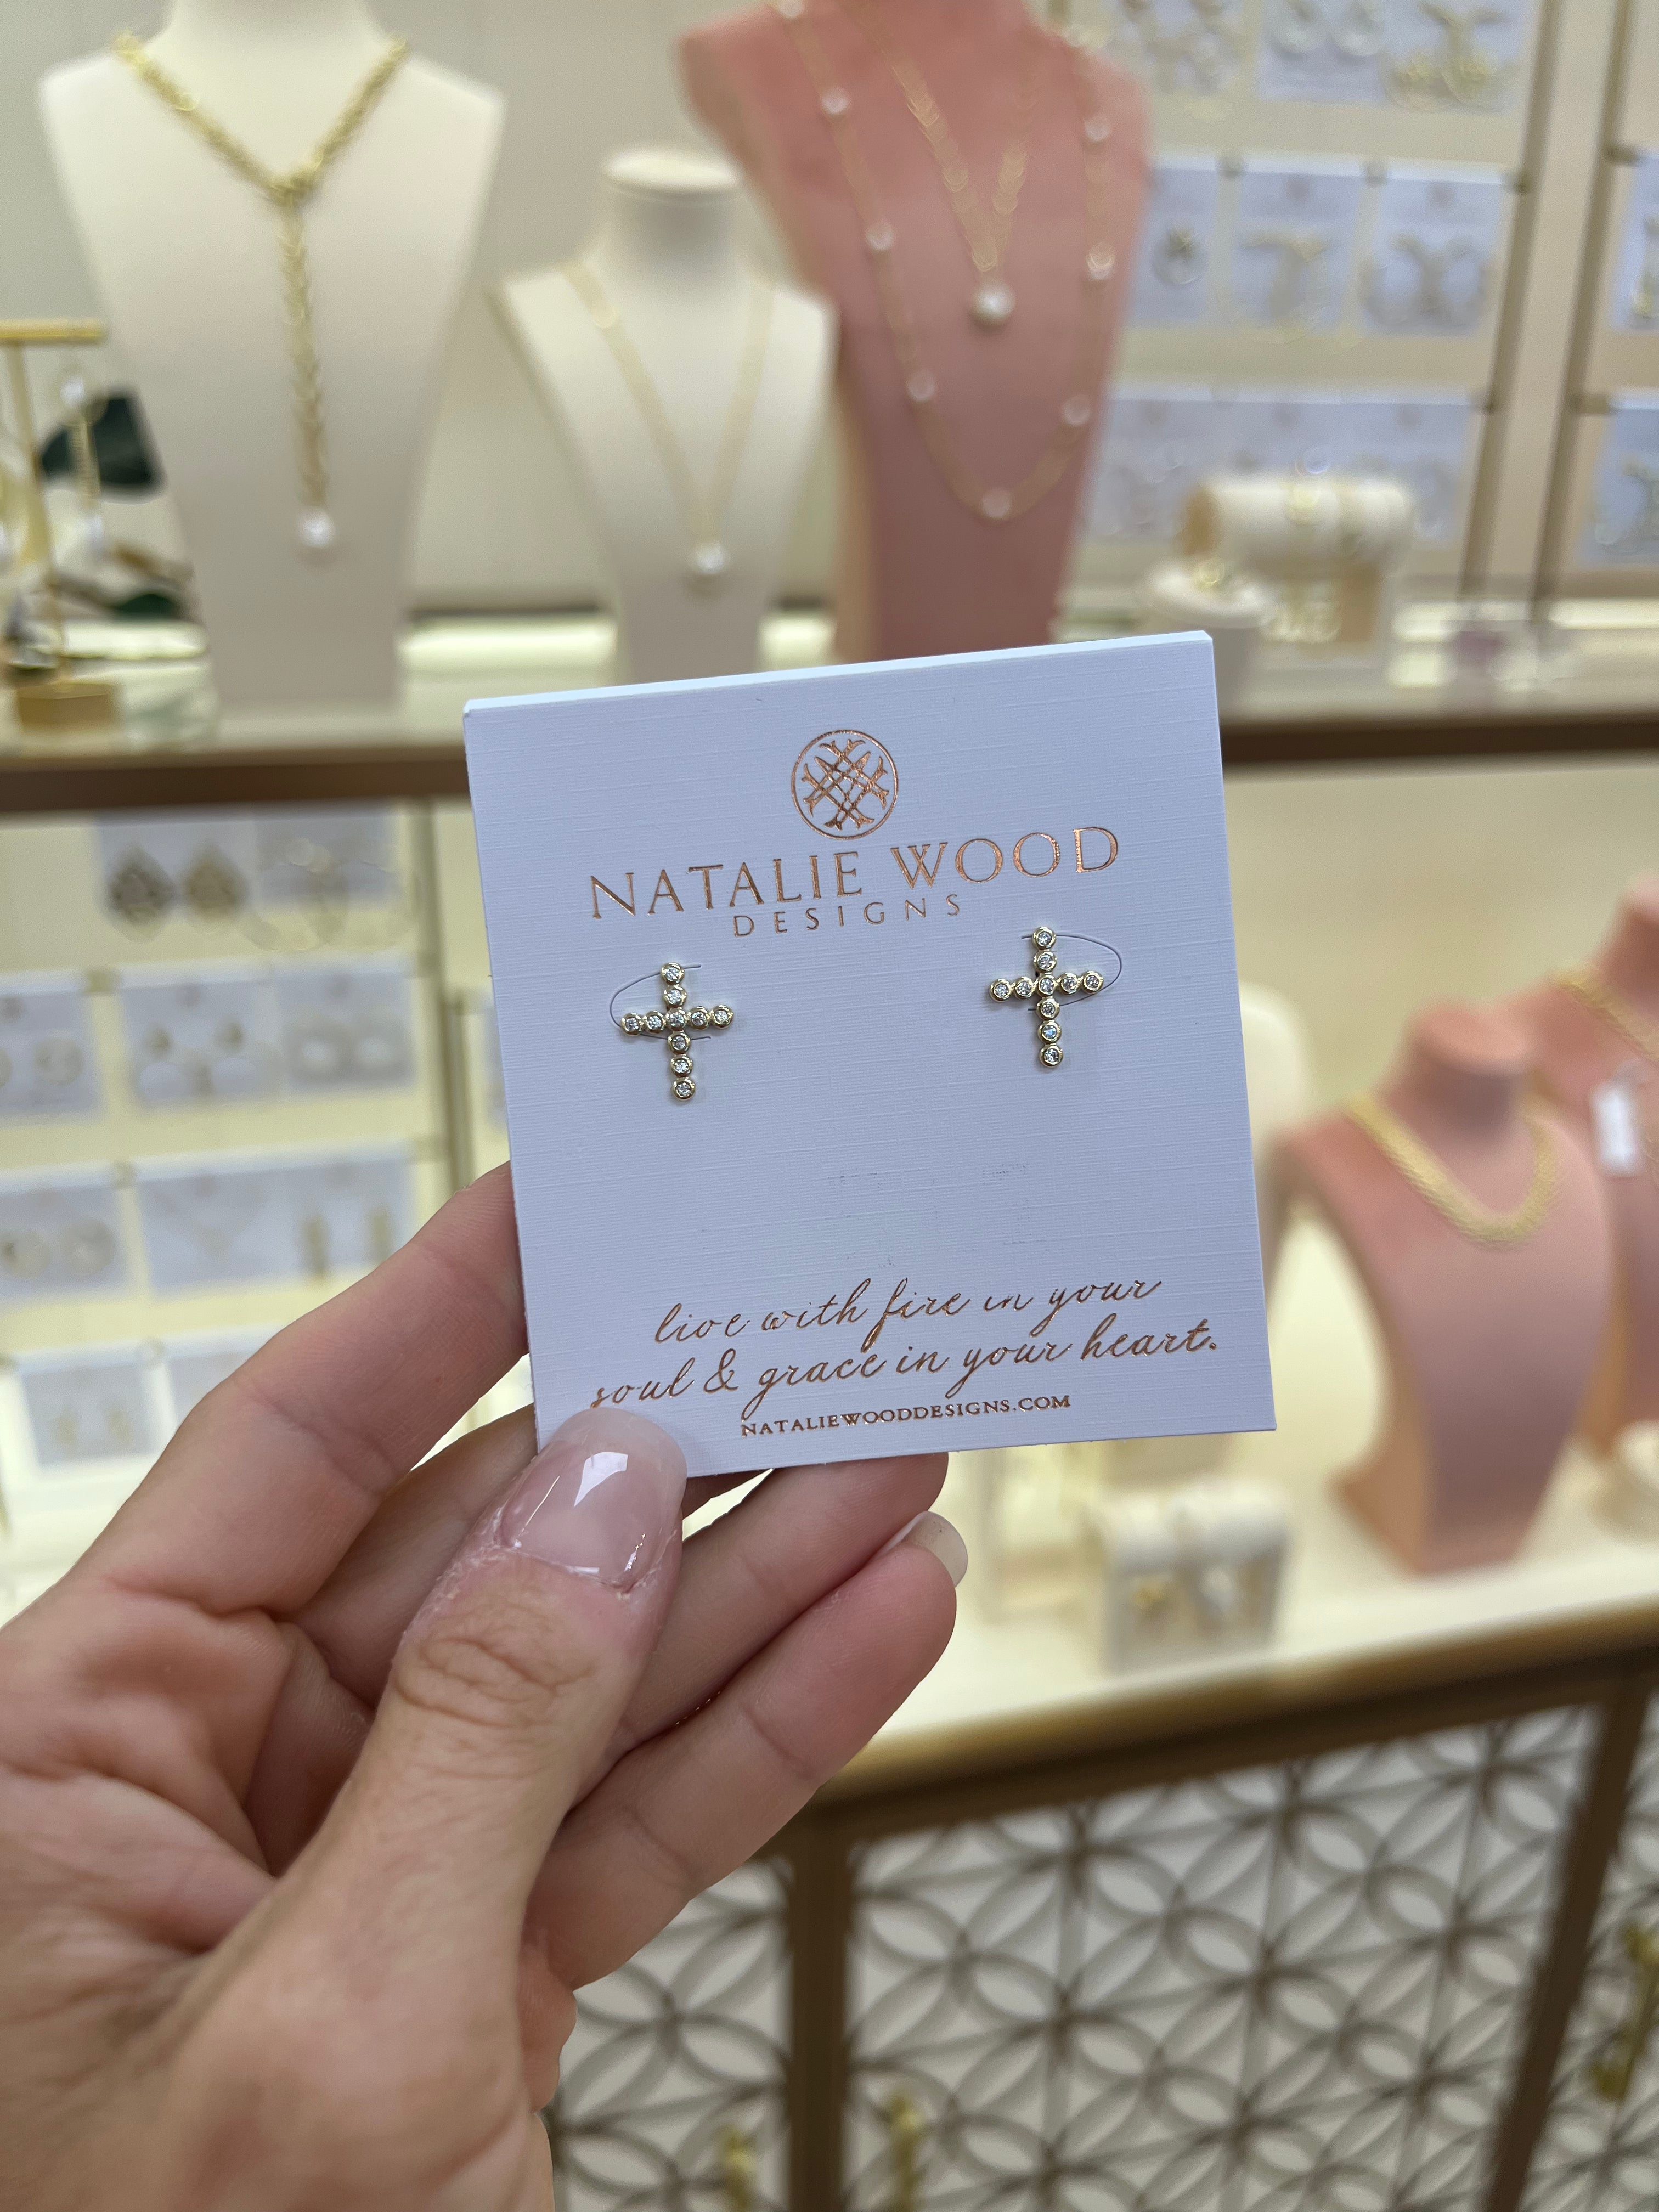 NATALIE WOOD
DESIGNS
live with fire in your
soul & grace in your heart.
NATALIEWOODDESIGNS.COM